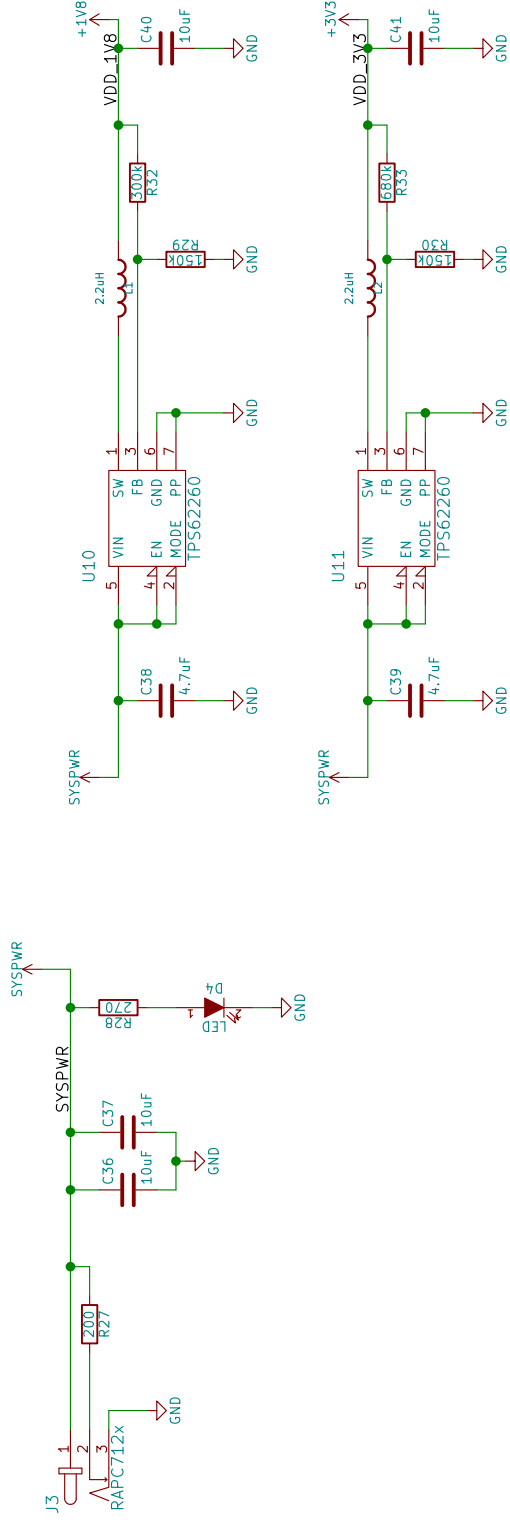 +1V8
VDD_1V8
C40
10uF
GND
300k
R32
R29
150k
GND
2.2uH
L1
GND
1
3
6
7
SW
FB
GND
PP
VIN
EN
MODE
TPS62260
U10
5
4
2
C38
4.7uF
GND
SYSPWR
+3V3
VDD_3V3
C41
10uF
GND
680k
R33
R30
150k
GND
2.2uH
L2
GND
1
3
6
7
SW
FB
GND
PP
VIN
EN
MODE
TPS62260
U11
5
4
2
C39
4.7uF
GND
SYSPWR
SYSPWR
270
R28
D4
1
2
LED
GND
SYSPWR
C37
10uF
C36
10uF
GND
200
R27
GND
1
2
3
J3
RAPC712x